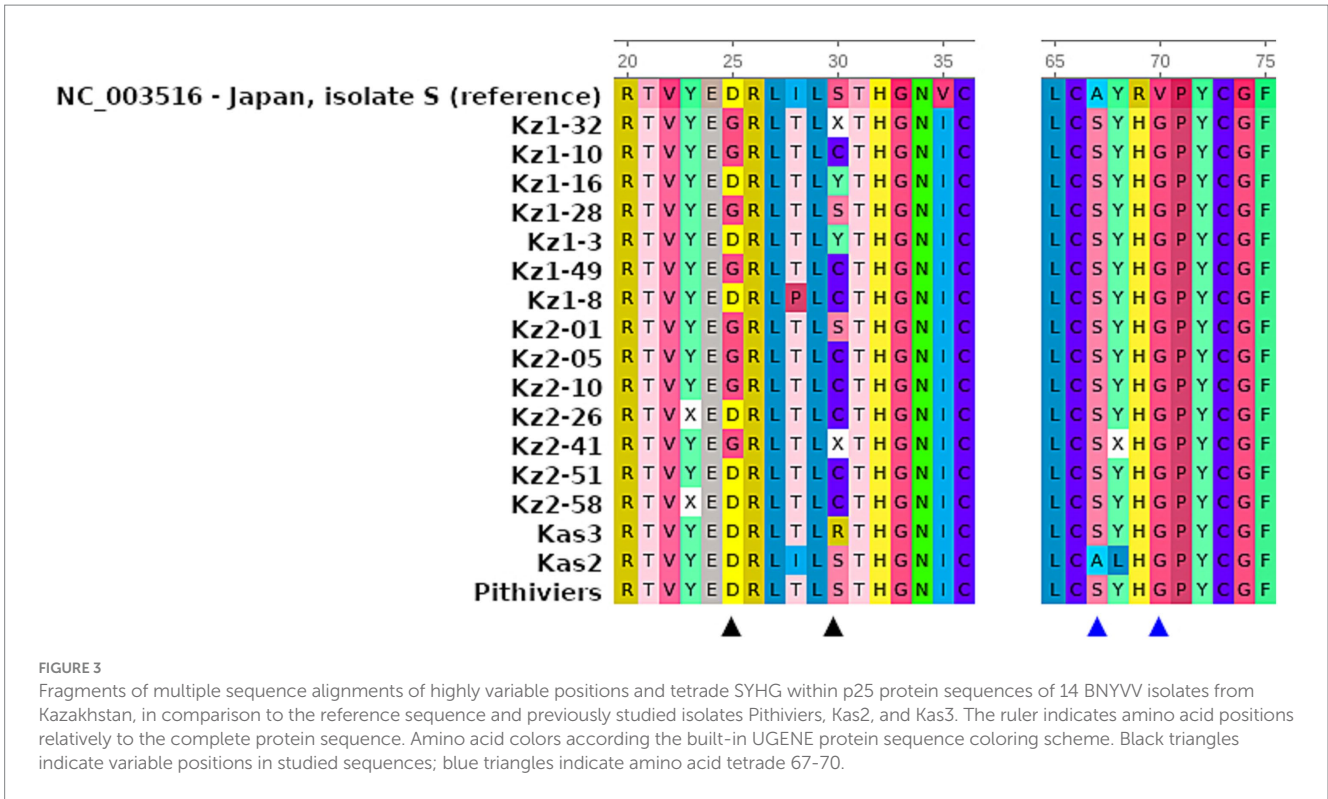 20 25 30 35 65 70 75
NC_003516 - Japan, isolate S (reference) R T V Y E D R L I L S T H G N V C L C A Y R V P Y C G F
Kz1-32 R T V Y E G R L T L X T H G N I C L C S Y H G P Y C G F
Kz1-10 R T V Y E G R L T L C T H G N I C L C S Y H G P Y C G F
Kz1-16 R T V Y E D R L T L Y T H G N I C L C S Y H G P Y C G F
Kz1-28 R T V Y E G R L T L S T H G N I C L C S Y H G P Y C G F
Kz1-3 R T V Y E D R L T L Y T H G N I C L C S Y H G P Y C G F
Kz1-49 R T V Y E G R L T L C T H G N I C L C S Y H G P Y C G F
Kz1-8 R T V Y E D R L P L C T H G N I C L C S Y H G P Y C G F
Kz2-01 R T V Y E G R L T L S T H G N I C L C S Y H G P Y C G F
Kz2-05 R T V Y E G R L T L C T H G N I C L C S Y H G P Y C G F
Kz2-10 R T V Y E G R L T L C T H G N I C L C S Y H G P Y C G F
Kz2-26 R T V X E D R L T L C T H G N I C L C S Y H G P Y C G F
Kz2-41 R T V Y E G R L T L X T H G N I C L C S X H G P Y C G F
Kz2-51 R T V Y E D R L T L C T H G N I C L C S Y H G P Y C G F
Kz2-58 R T V X E D R L T L C T H G N I C L C S Y H G P Y C G F
Kas3 R T V Y E D R L T L R T H G N I C L C S Y H G P Y C G F
Kas2 R T V Y E D R L I L S T H G N I C L C A L H G P Y C G F
Pithiviers R T V Y E D R L T L S T H G N I C L C S Y H G P Y C G F
FIGURE 3
Fragments of multiple sequence alignments of highly variable positions and tetrade SYHG within p25 protein sequences of 14 BNYVV isolates from
Kazakhstan, in comparison to the reference sequence and previously studied isolates Pithiviers, Kas2, and Kas3. The ruler indicates amino acid positions
relatively to the complete protein sequence. Amino acid colors according the built-in UGENE protein sequence coloring scheme. Black triangles
indicate variable positions in studied sequences; blue triangles indicate amino acid tetrade 67-70.